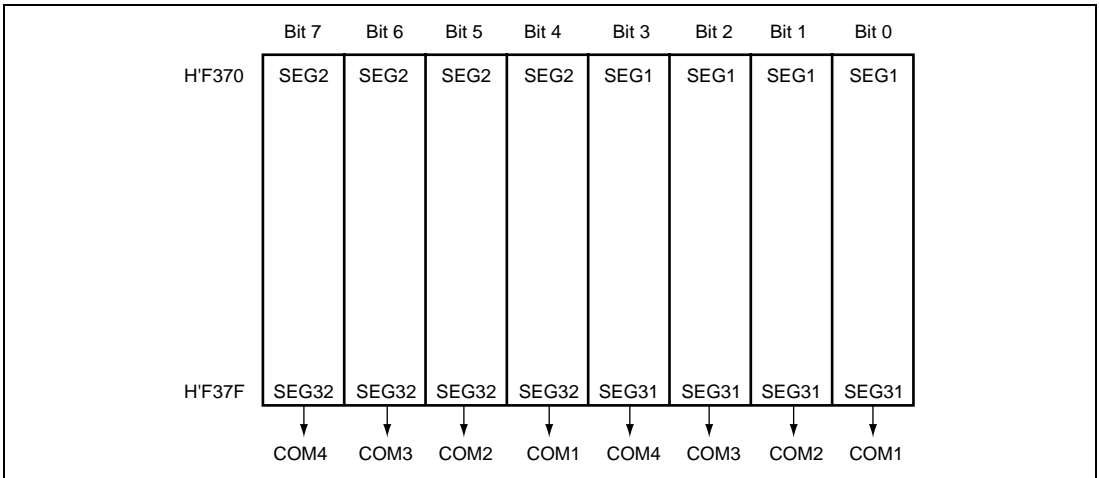 Bit 7 Bit 6 Bit 5 Bit 4 Bit 3 Bit 2 Bit 1 Bit 0
H'F370 SEG2 SEG2 SEG2 SEG2 SEG1 SEG1 SEG1 SEG1
H'F37F SEG32 SEG32 SEG32 SEG32 SEG31 SEG31 SEG31 SEG31
COM4 COM3 COM2 COM1 COM4 COM3 COM2 COM1